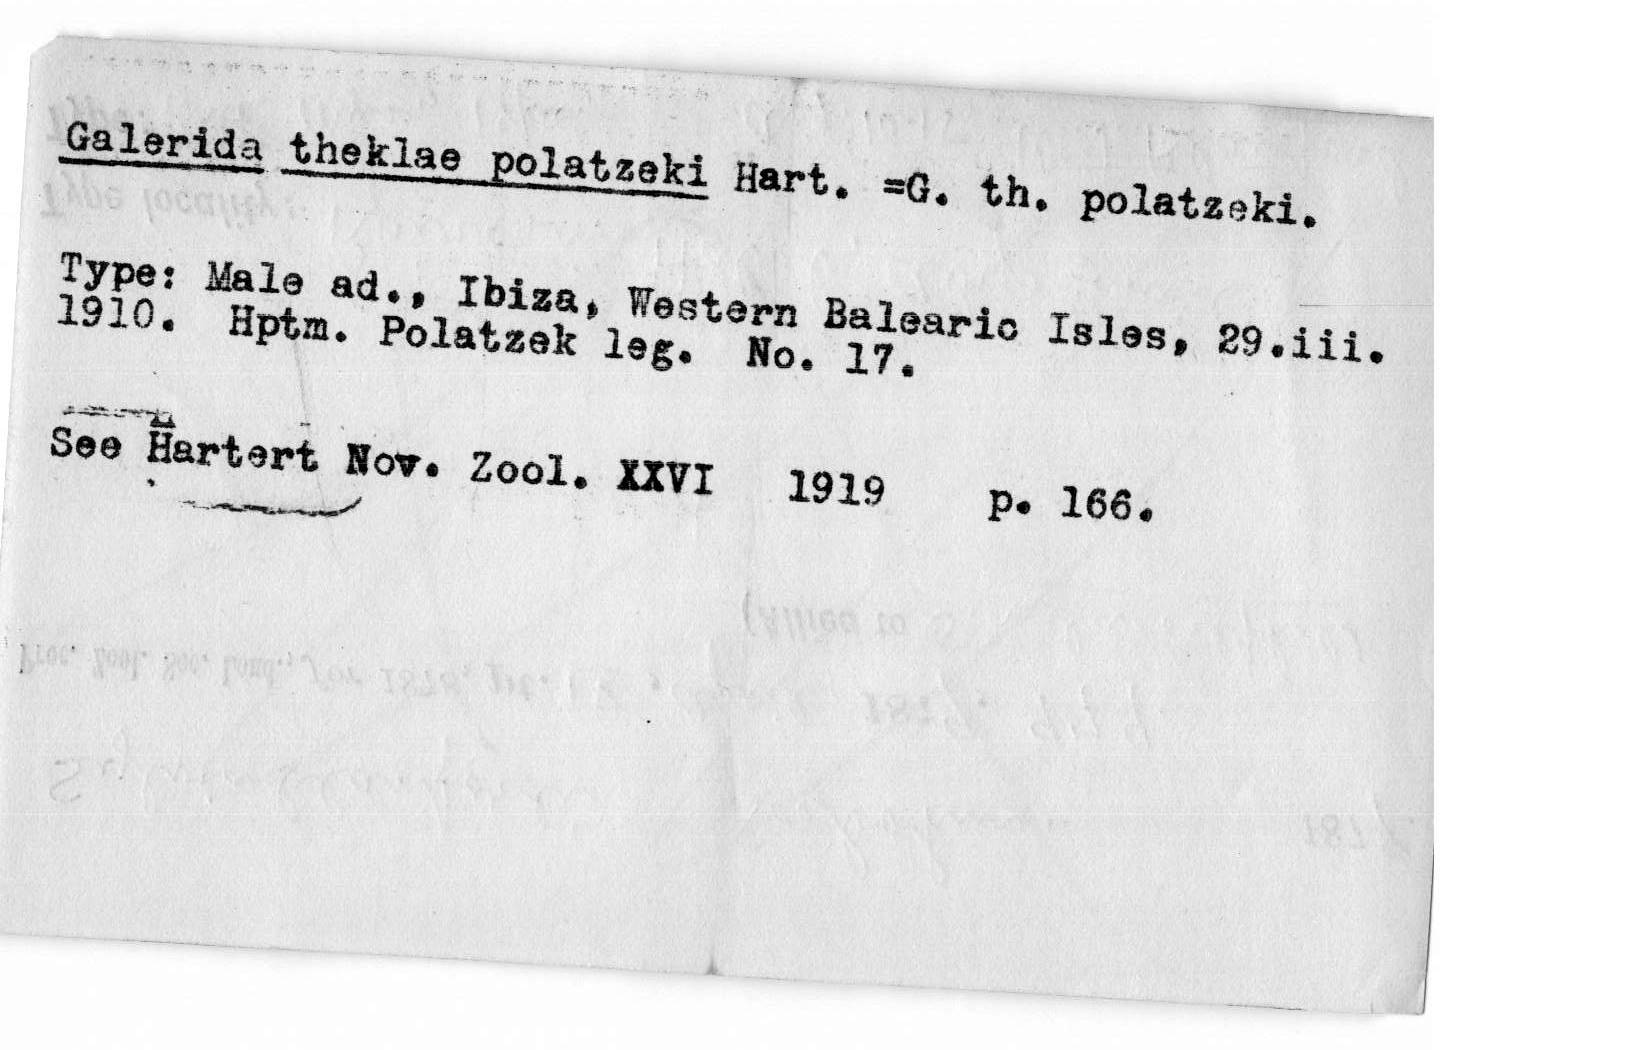 Galerida theklae polatzeki Hart. =G. th. polatzeki.
Type: Male ad., Ibiza, Western Balearic Isles, 29.iii.
1910. Hptm. Polatzek leg. No. 17.
See Hartert Nov. Zool. XXVI 1919 p. 166.